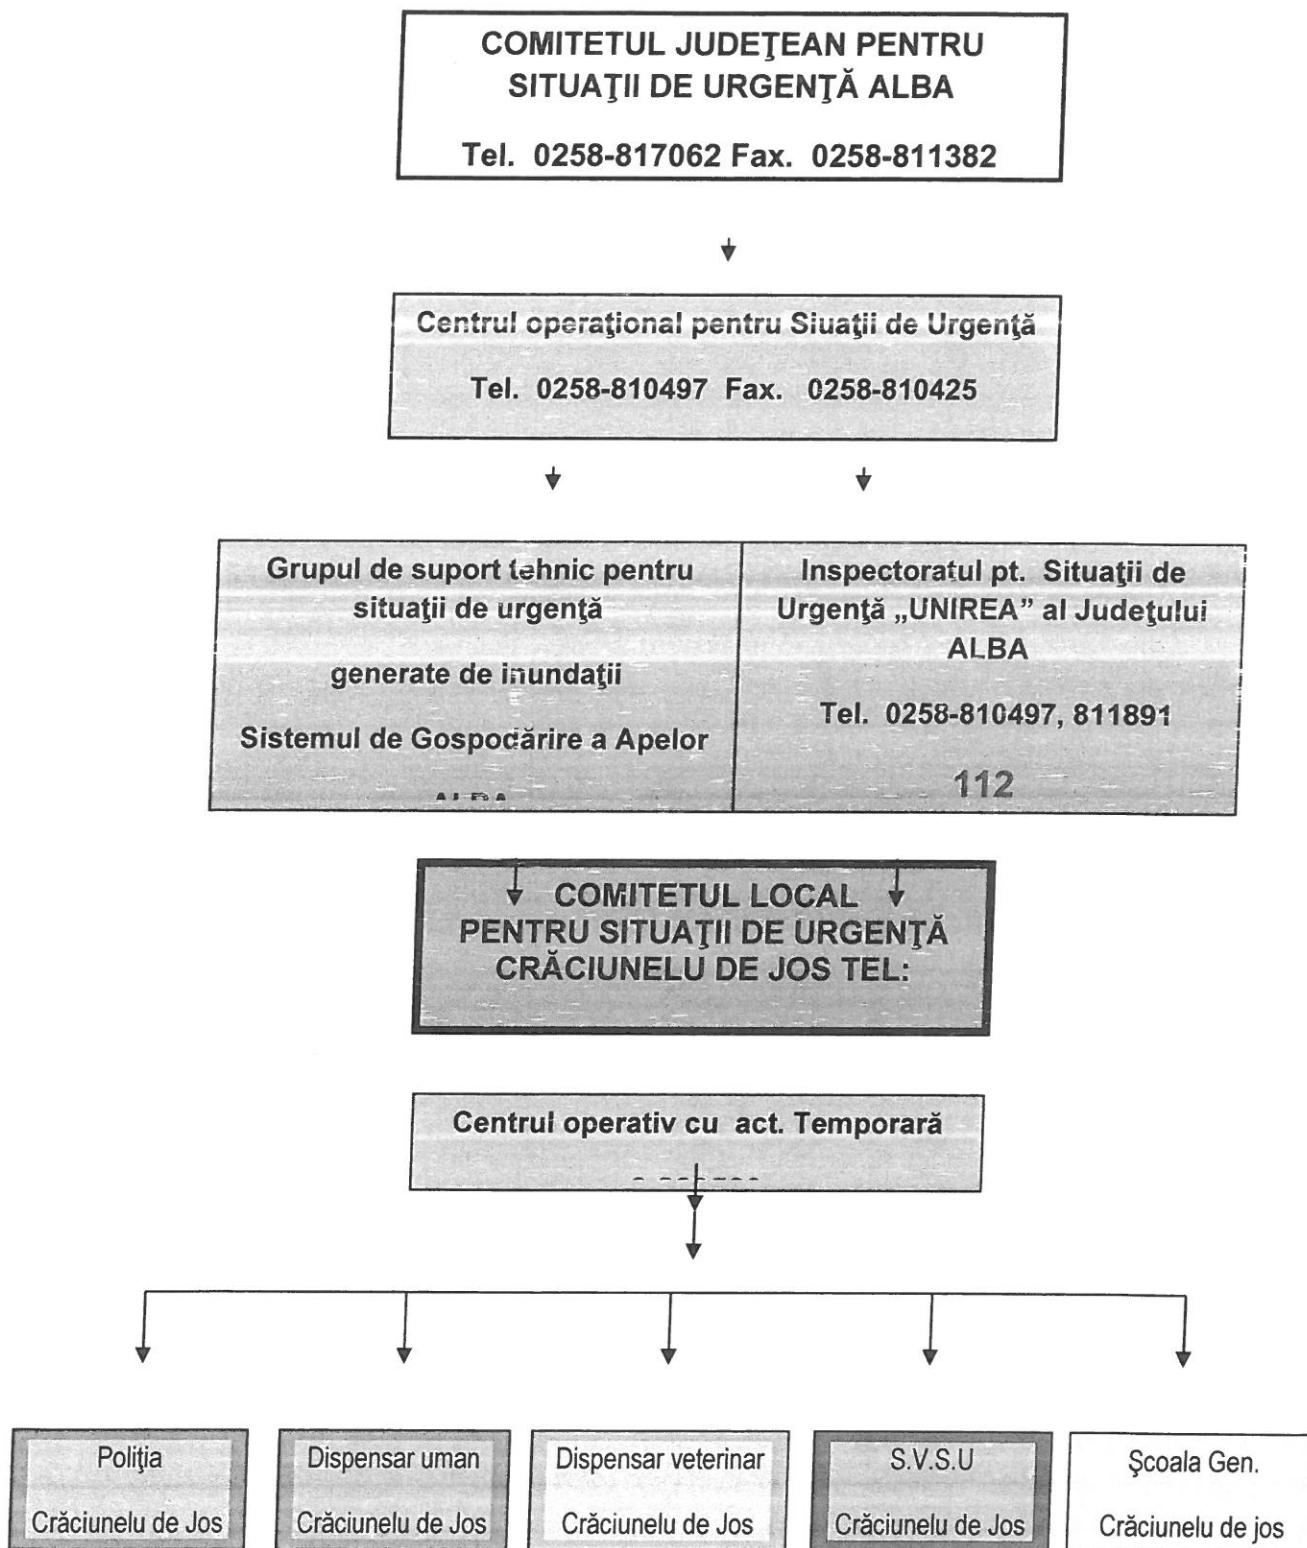 COMITETUL JUDEŢEAN PENTRU
SITUAŢII DE URGENŢĂ ALBA
Tel. 0258-817062 Fax. 0258-811382
Centrul operaţional pentru Siuaţii de Urgenţă
Tel. 0258-810497 Fax. 0258-810425
Grupul de suport tehnic pentru
situaţii de urgenţă
generate de inundaţii
Sistemul de Gospodărire a Apelor
Inspectoratul pt. Situaţii de
Urgenţă „UNIREA” al Judeţului
ALBA
Tel. 0258-810497, 811891
112
COMITETUL LOCAL
PENTRU SITUAŢII DE URGENŢĂ
CRĂCIUNELU DE JOS TEL:
Centrul operativ cu act. Temporară
Poliţia
Crăciunelu de Jos
Dispensar uman
Crăciunelu de Jos
Dispensar veterinar
Crăciunelu de Jos
S.V.S.U
Crăciunelu de Jos
Şcoala Gen.
Crăciunelu de jos